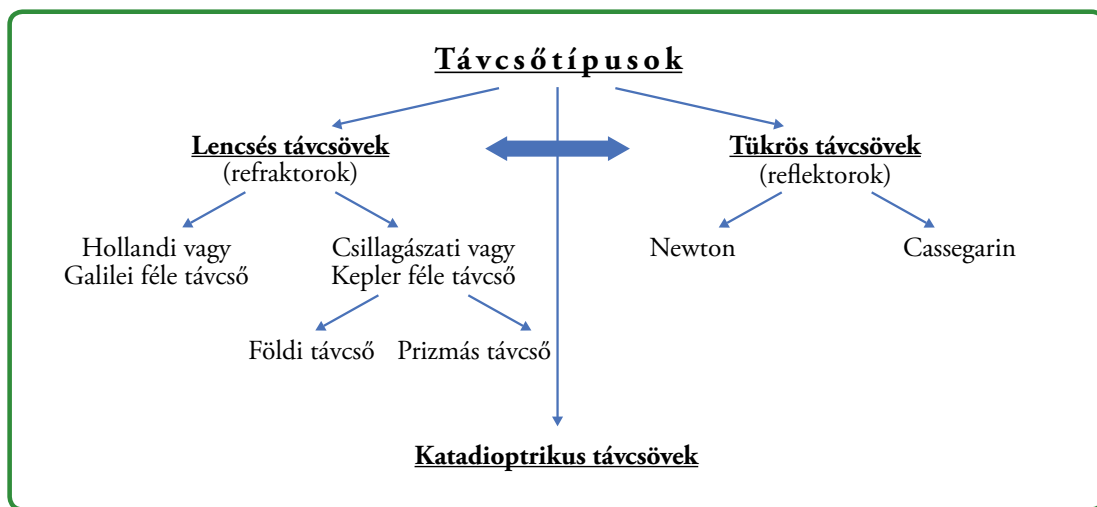 Távcsőtípusok
Lencsés távcsövek
(refraktorok)
Tükrös távcsövek
(reflektorok)
Hollandi vagy
Galilei féle távcső
Csillagászati vagy
Kepler féle távcső
Newton
Cassegarin
Földi távcső
Prizmás távcső
Katadioptrikus távcsövek